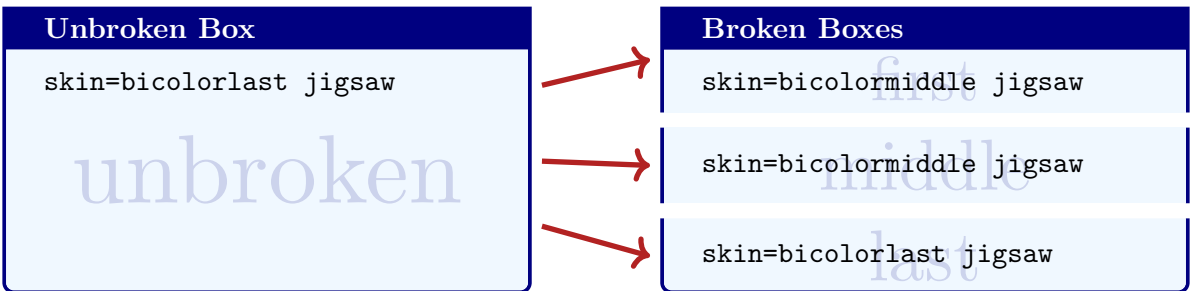 Unbroken Box
skin=bicolorlast jigsaw
unbroken
Broken Boxes
first
skin=bicolormiddle jigsaw
middle
skin=bicolormiddle jigsaw
last
skin=bicolorlast jigsaw